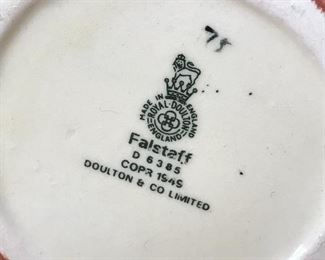 75
MADE IN ENGLAND
ROYAL DOULTON
ENGLAND
Falstaff
D 6385
COPR 1949
DOULTON & CO LIMITED